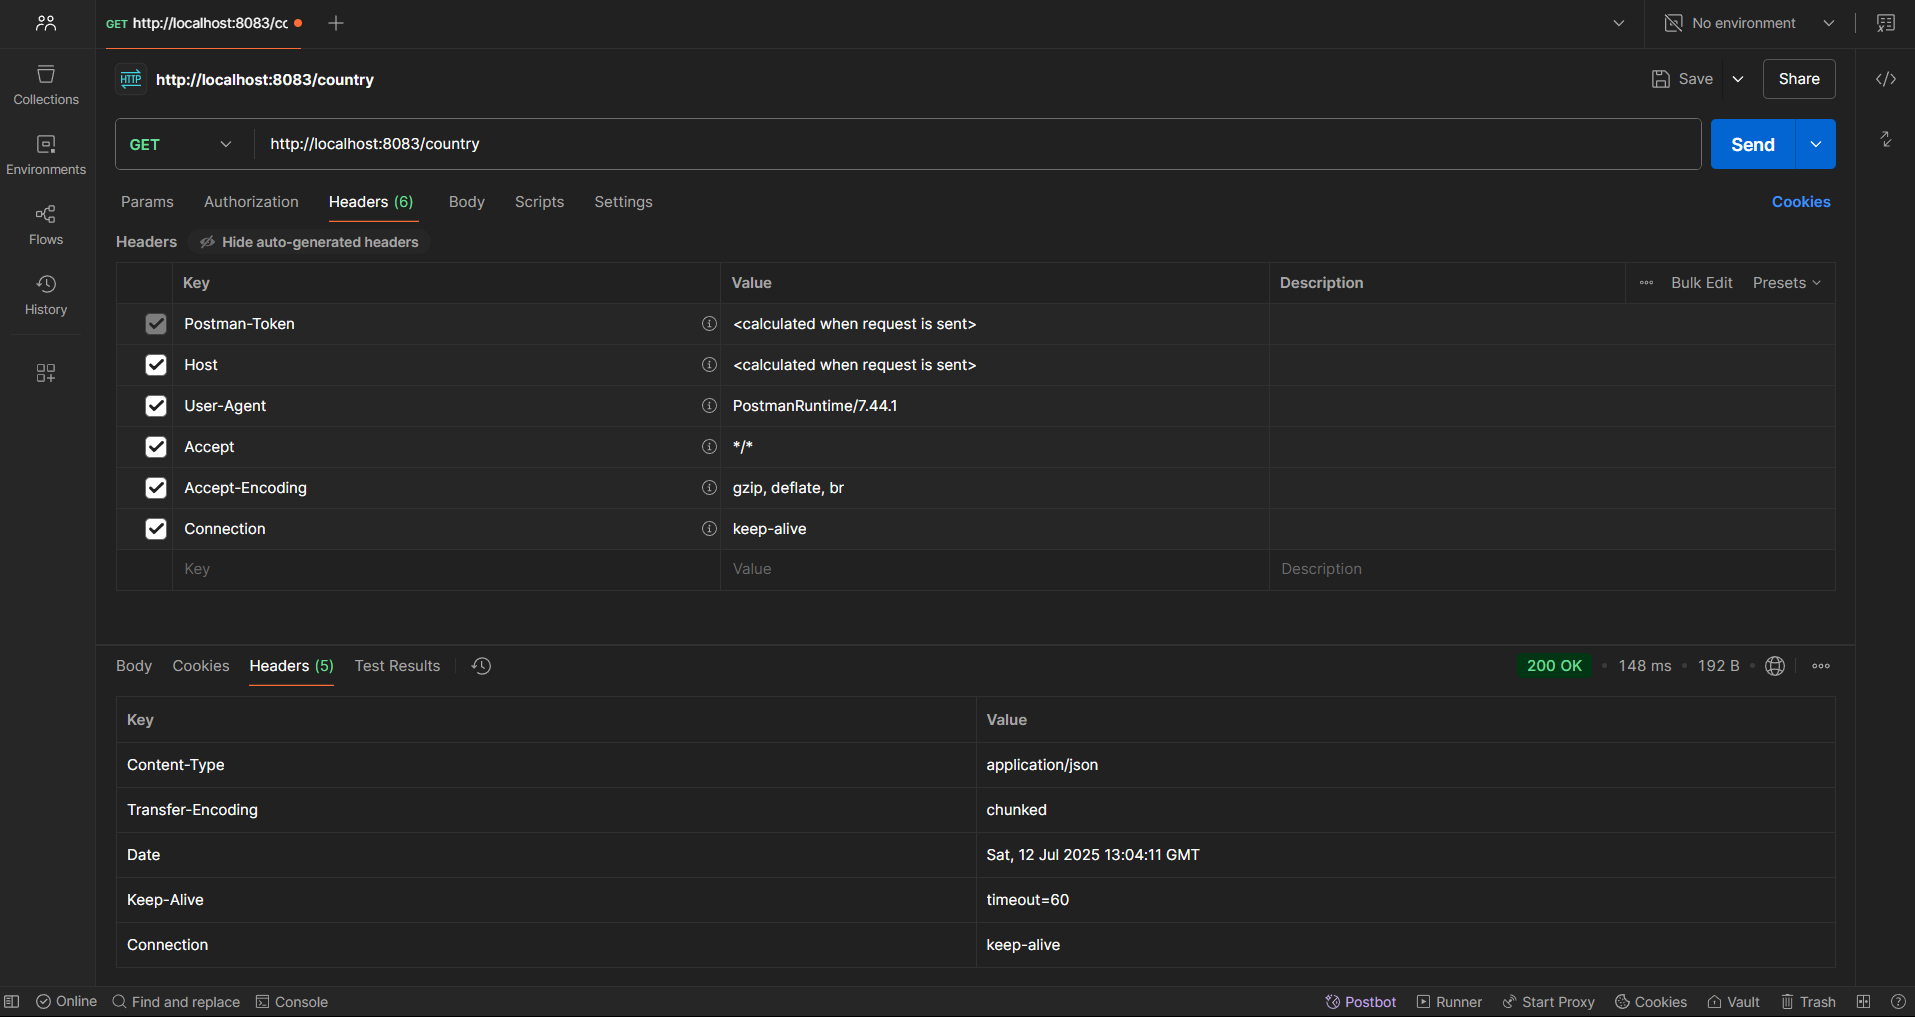 GET http://localhost:8083/cc
No environment
Collections
Environments
Flows
History
HTTP http://localhost:8083/country
Save
Share
GET http://localhost:8083/country
Send
Params Authorization Headers (6) Body Scripts Settings
Cookies
Headers Hide auto-generated headers
Key Value Description Bulk Edit Presets
Postman-Token <calculated when request is sent>
Host <calculated when request is sent>
User-Agent PostmanRuntime/7.44.1
Accept */*
Accept-Encoding gzip, deflate, br
Connection keep-alive
Key Value Description
Body Cookies Headers (5) Test Results
200 OK • 148 ms • 192 B •
Key Value
Content-Type application/json
Transfer-Encoding chunked
Date Sat, 12 Jul 2025 13:04:11 GMT
Keep-Alive timeout=60
Connection keep-alive
Online Find and replace Console
Postbot Runner Start Proxy Cookies Vault Trash